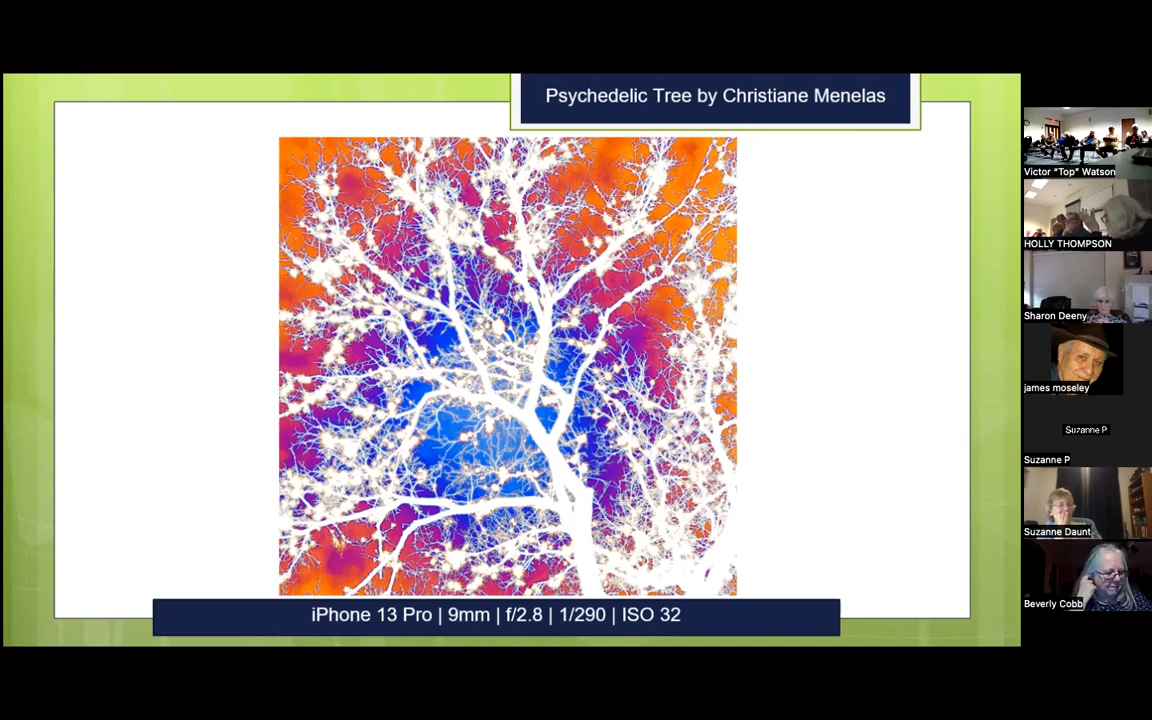 Psychedelic Tree by Christiane Menelas
iPhone 13 Pro | 9mm | f/2.8 | 1/290 | ISO 32
Victor "Top" Watson
HOLLY THOMPSON
Sharon Deeny
james moseley
Suzanne P
Suzanne P
Suzanne Daunt
Beverly Cobb